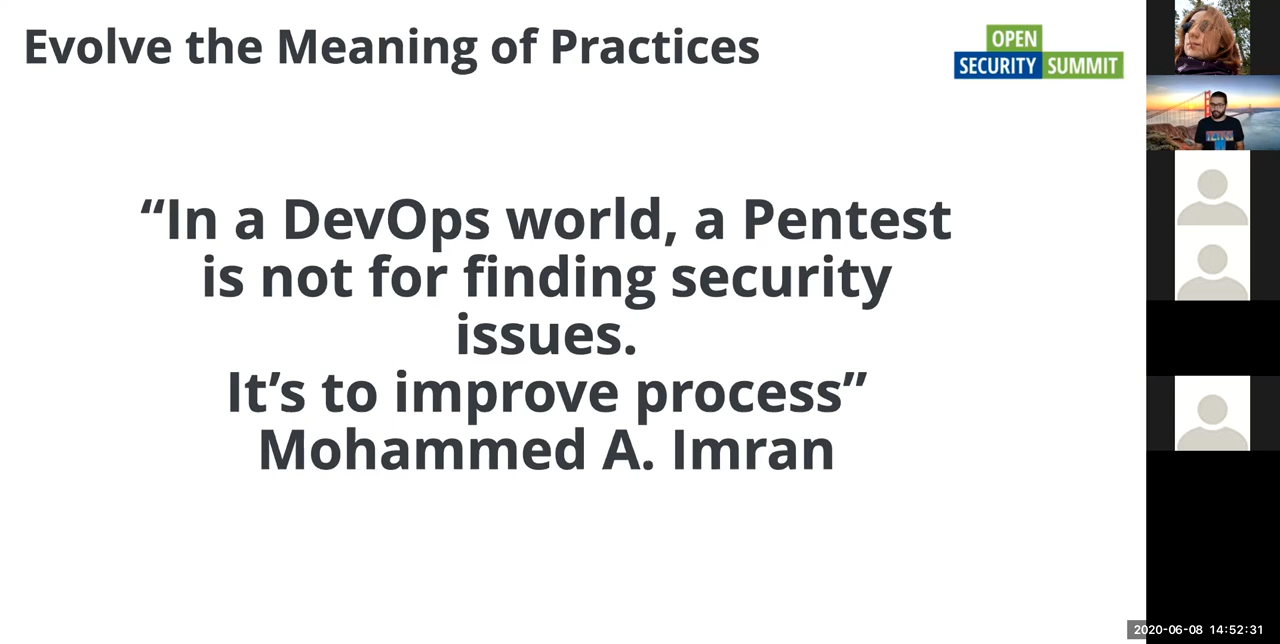 Evolve the Meaning of Practices
OPEN
SECURITY SUMMIT
“In a DevOps world, a Pentest
is not for finding security
issues.
It’s to improve process”
Mohammed A. Imran
2020-06-08 14:52:31